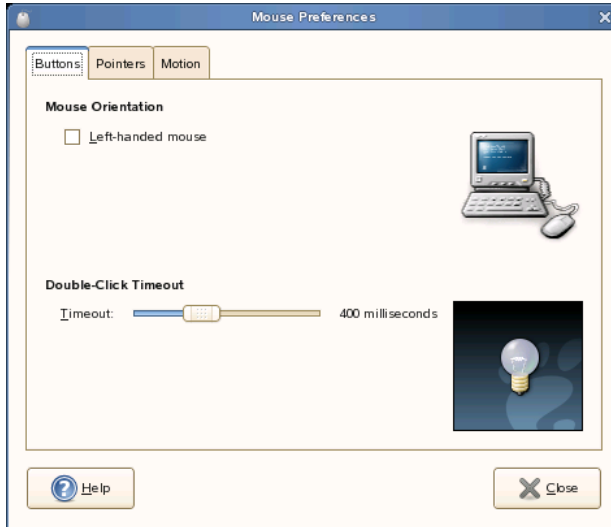 Mouse Preferences
Buttons Pointers Motion
Mouse Orientation
Left-handed mouse
Double-Click Timeout
Timeout: 400 milliseconds
Help Close